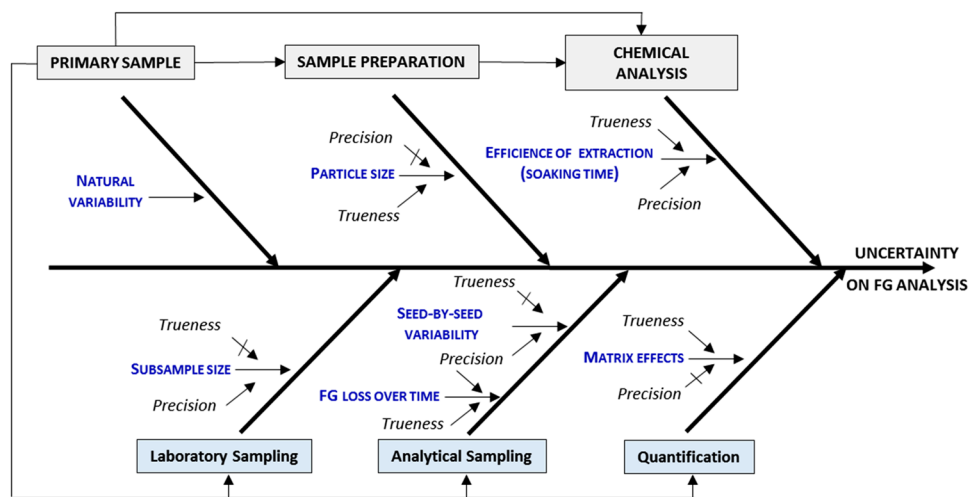 PRIMARY SAMPLE
SAMPLE PREPARATION
CHEMICAL
ANALYSIS
Trueness
Precision
EFFICIENCE OF EXTRACTION
(SOAKING TIME)
PARTICLE SIZE
NATURAL
VARIABILITY
Precision
Trueness
UNCERTAINTY
ON FG ANALYSIS
Trueness
SEED-BY-SEED
VARIABILITY
Trueness
Trueness
SUBSAMPLE SIZE
Precision
MATRIX EFFECTS
FG LOSS OVER TIME
Precision
Precision
Trueness
Laboratory Sampling
Analytical Sampling
Quantification